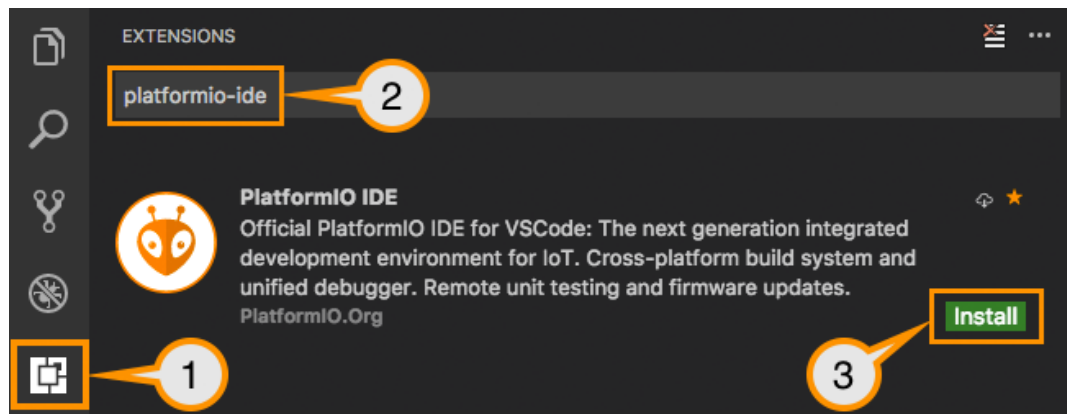 EXTENSIONS
platformio-ide
2
PlatformIO IDE
Official PlatformIO IDE for VSCode: The next generation integrated
development environment for IoT. Cross-platform build system and
unified debugger. Remote unit testing and firmware updates.
PlatformIO.Org
Install
1
3